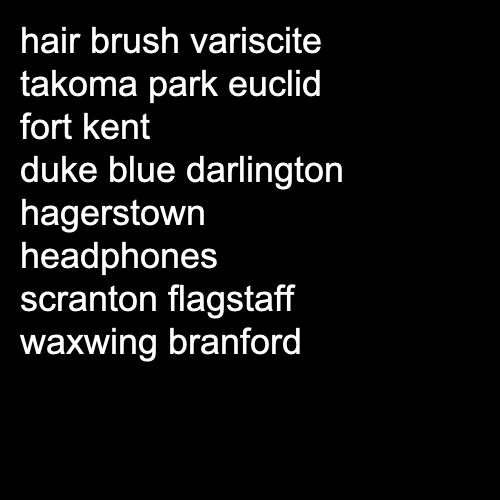 hair brush variscite
takoma park euclid
fort kent
duke blue darlington
hagerstown
headphones
scranton flagstaff
waxwing branford